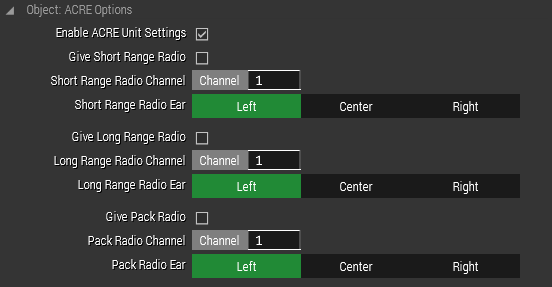 Object: ACRE Options
Enable ACRE Unit Settings
Give Short Range Radio
Short Range Radio Channel Channel 1
Short Range Radio Ear Left Center Right
Give Long Range Radio
Long Range Radio Channel Channel 1
Long Range Radio Ear Left Center Right
Give Pack Radio
Pack Radio Channel Channel 1
Pack Radio Ear Left Center Right